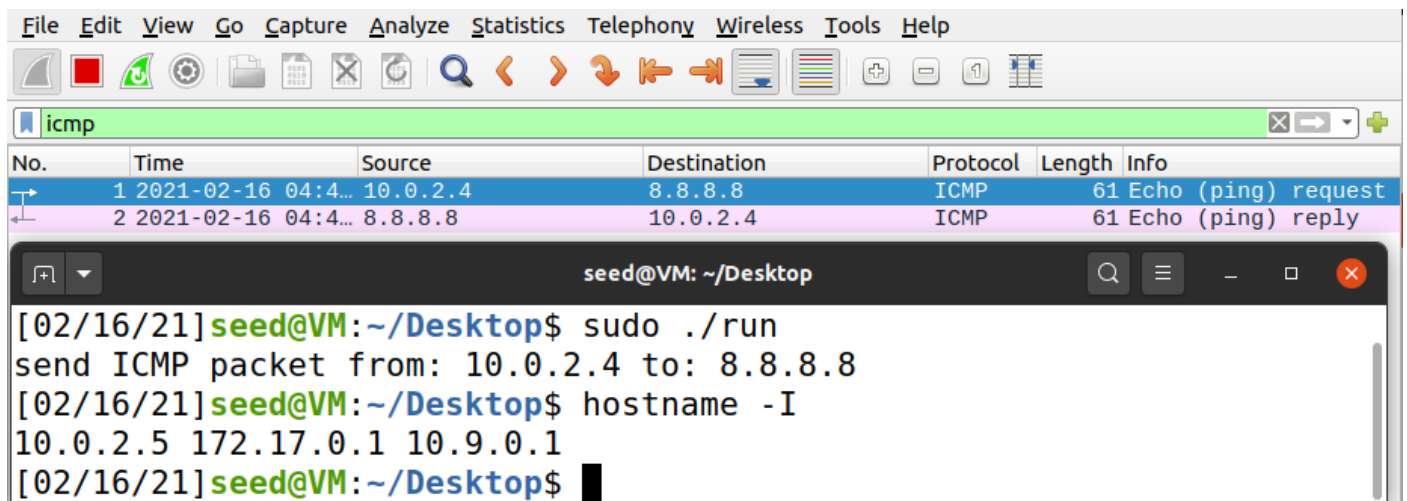 File Edit View Go Capture Analyze Statistics Telephony Wireless Tools Help
icmp
No. Time Source Destination Protocol Length Info
1 2021-02-16 04:4… 10.0.2.4 8.8.8.8 ICMP 61 Echo (ping) request
2 2021-02-16 04:4… 8.8.8.8 10.0.2.4 ICMP 61 Echo (ping) reply
seed@VM: ~/Desktop
[02/16/21]seed@VM:~/Desktop$ sudo ./run
send ICMP packet from: 10.0.2.4 to: 8.8.8.8
[02/16/21]seed@VM:~/Desktop$ hostname -I
10.0.2.5 172.17.0.1 10.9.0.1
[02/16/21]seed@VM:~/Desktop$